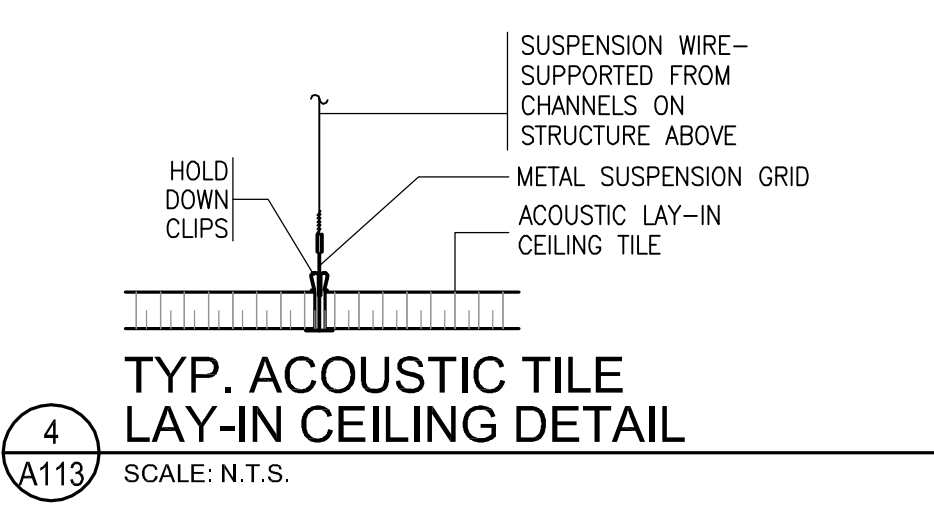 SUSPENSION WIRE-
SUPPORTED FROM
CHANNELS ON
STRUCTURE ABOVE
HOLD
DOWN
CLIPS
METAL SUSPENSION GRID
ACOUSTIC LAY-IN
CEILING TILE
TYP. ACOUSTIC TILE
LAY-IN CEILING DETAIL
4
A113
SCALE: N.T.S.